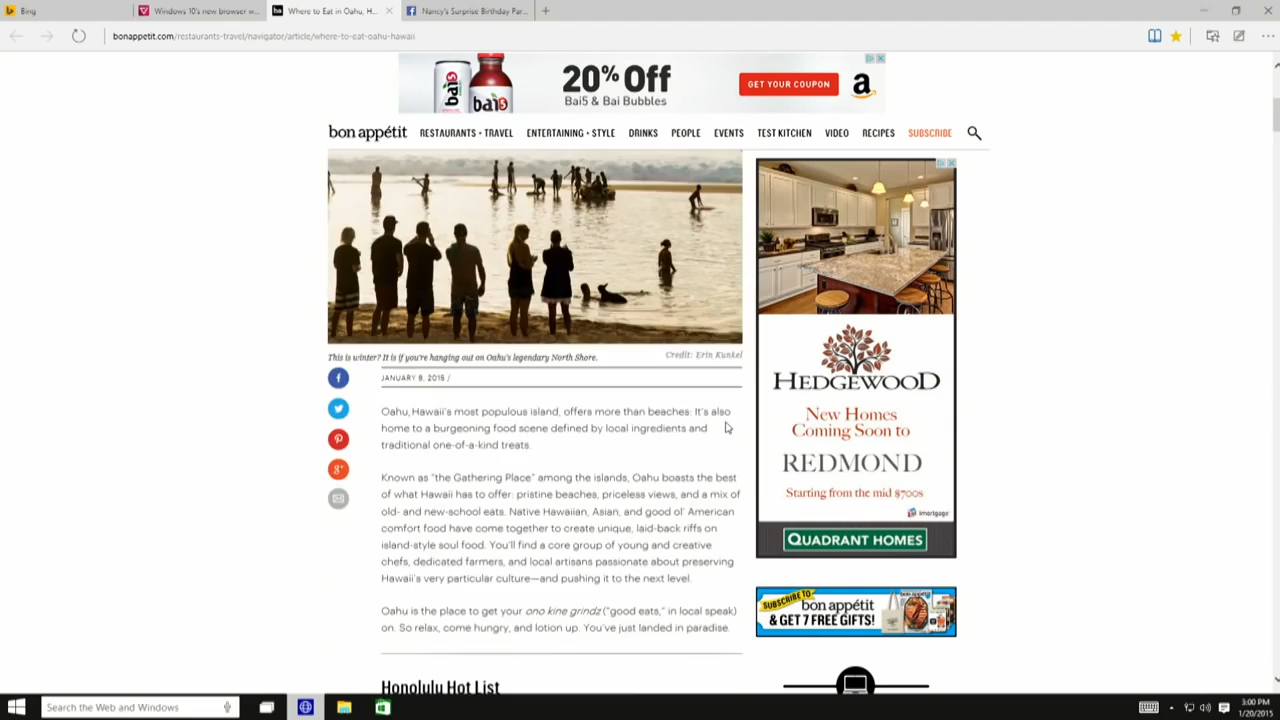 Bing
Windows 10's new browser w...
ba
Where to Eat in Oahu, H...
Nancy's Surprise Birthday Par...
bonappetit.com/restaurants-travel/navigator/article/where-to-eat-oahu-hawaii
bai5
bai5
20% Off
Bai5 & Bai Bubbles
GET YOUR COUPON
a
bon appétit
RESTAURANTS + TRAVEL
ENTERTAINING + STYLE
DRINKS
PEOPLE
EVENTS
TEST KITCHEN
VIDEO
RECIPES
SUBSCRIBE
This is winter? It is if you're hanging out on Oahu's legendary North Shore.
Credit: Erin Kunkel
JANUARY 8, 2015 /
Oahu, Hawaii's most populous island, offers more than beaches: It's also
home to a burgeoning food scene defined by local ingredients and
traditional one-of-a-kind treats.
Known as "the Gathering Place" among the islands, Oahu boasts the best
of what Hawaii has to offer: pristine beaches, priceless views, and a mix of
old- and new-school eats. Native Hawaiian, Asian, and good ol' American
comfort food have come together to create unique, laid-back riffs on
island-style soul food. You'll find a core group of young and creative
chefs, dedicated farmers, and local artisans passionate about preserving
Hawaii's very particular culture—and pushing it to the next level.
Oahu is the place to get your ono kine grindz ("good eats," in local speak)
on. So relax, come hungry, and lotion up. You've just landed in paradise.
Honolulu Hot List
HEDGEWOOD
New Homes
Coming Soon to
REDMOND
Starting from the mid $700s
imortgage
QUADRANT HOMES
SUBSCRIBE TO
bon appétit
& GET 7 FREE GIFTS!
Search the Web and Windows
3:00 PM
1/20/2015